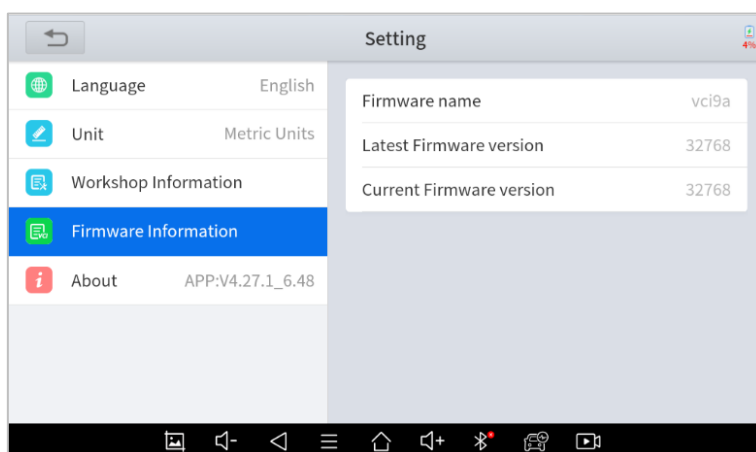 Setting
4%
Language English
Unit Metric Units
Workshop Information
Firmware Information
About APP:V4.27.1_6.48
Firmware name vci9a
Latest Firmware version 32768
Current Firmware version 32768